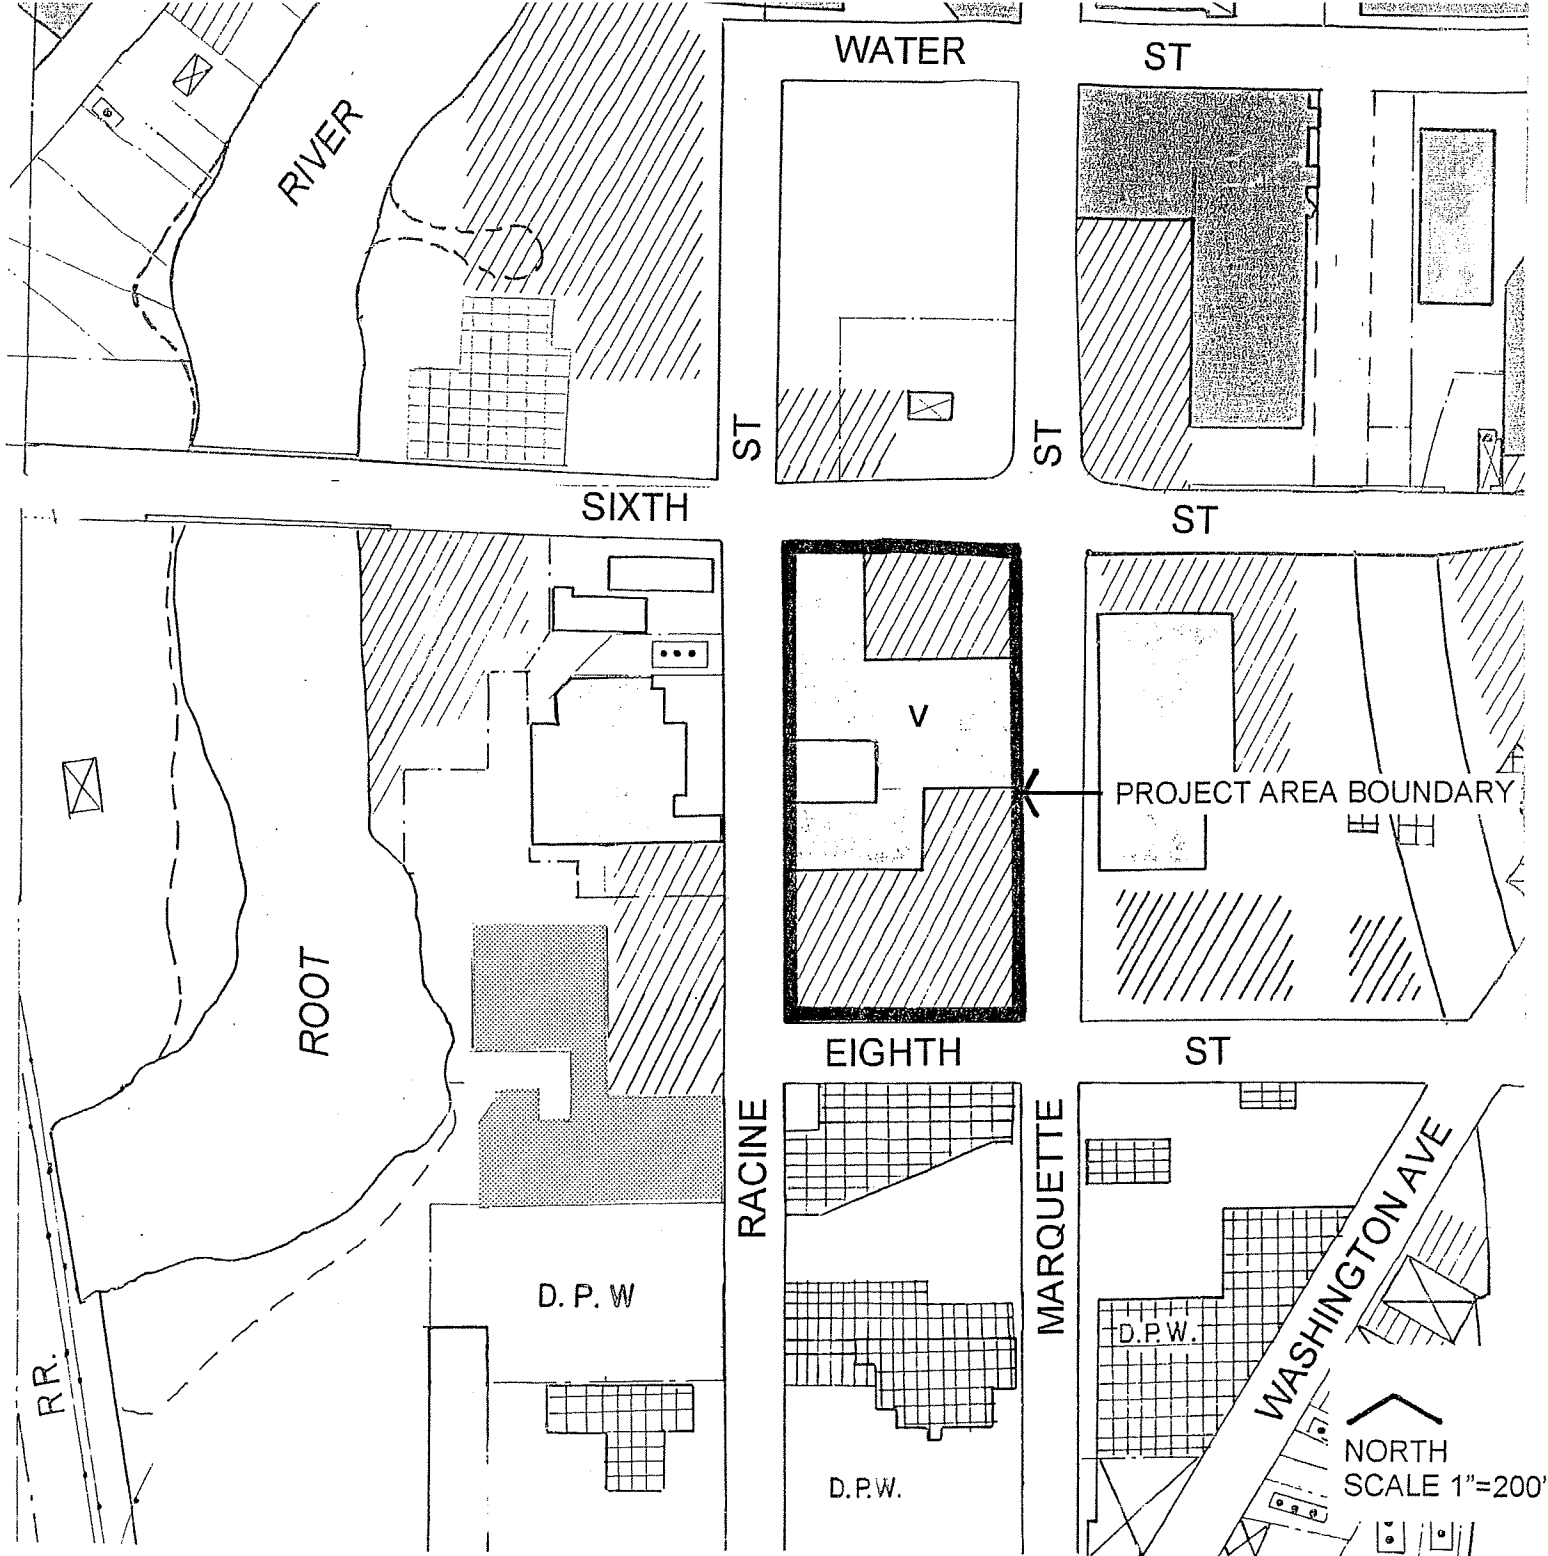 WATER ST
RIVER
ST
ST
SIXTH ST
V
PROJECT AREA BOUNDARY
ROOT
EIGHTH ST
RACINE
MARQUETTE
WASHINGTON AVE
D. P. W
D.P.W.
RR.
NORTH
SCALE 1"=200'
D.P.W.